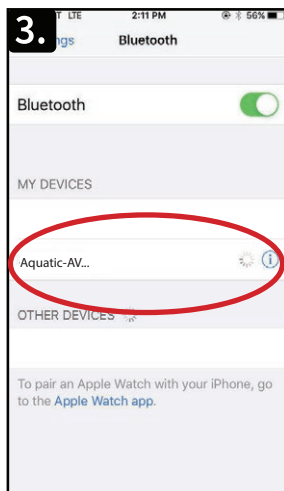 3.
T LTE 2:11 PM 56%
ngs Bluetooth
Bluetooth
MY DEVICES
Aquatic-AV...
OTHER DEVICES
To pair an Apple Watch with your iPhone, go
to the Apple Watch app.